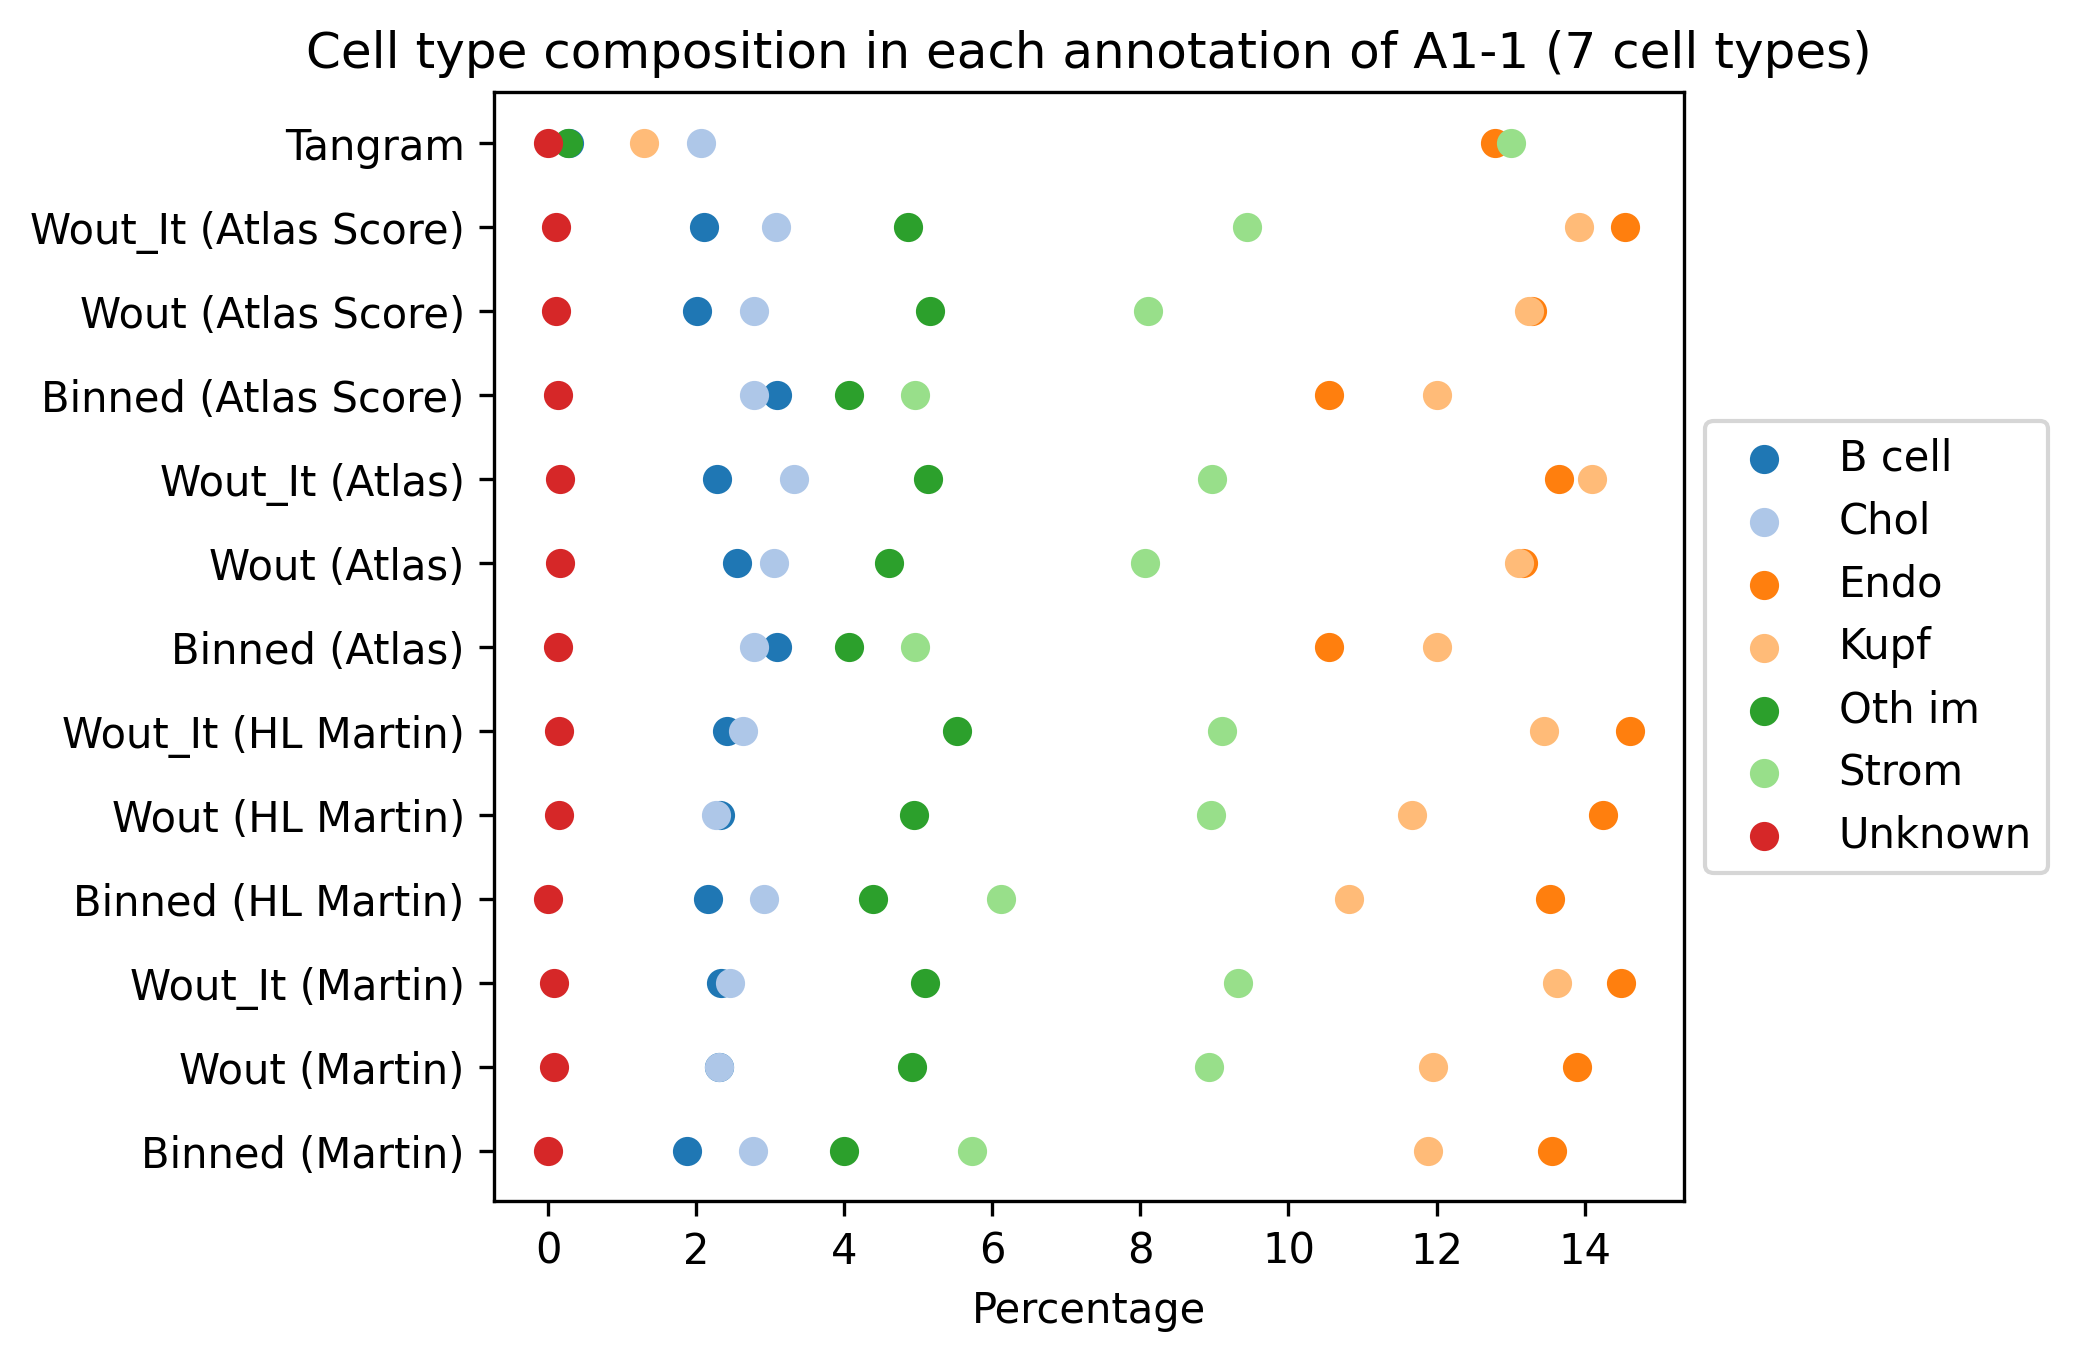 Cell type composition in each annotation of A1-1 (7 cell types)
Tangram
Wout_It (Atlas Score)
Wout (Atlas Score)
Binned (Atlas Score)
Wout_It (Atlas)
Wout (Atlas)
Binned (Atlas)
Wout_It (HL Martin)
Wout (HL Martin)
Binned (HL Martin)
Wout_It (Martin)
Wout (Martin)
Binned (Martin)
0 2 4 6 8 10 12 14
Percentage
B cell
Chol
Endo
Kupf
Oth im
Strom
Unknown